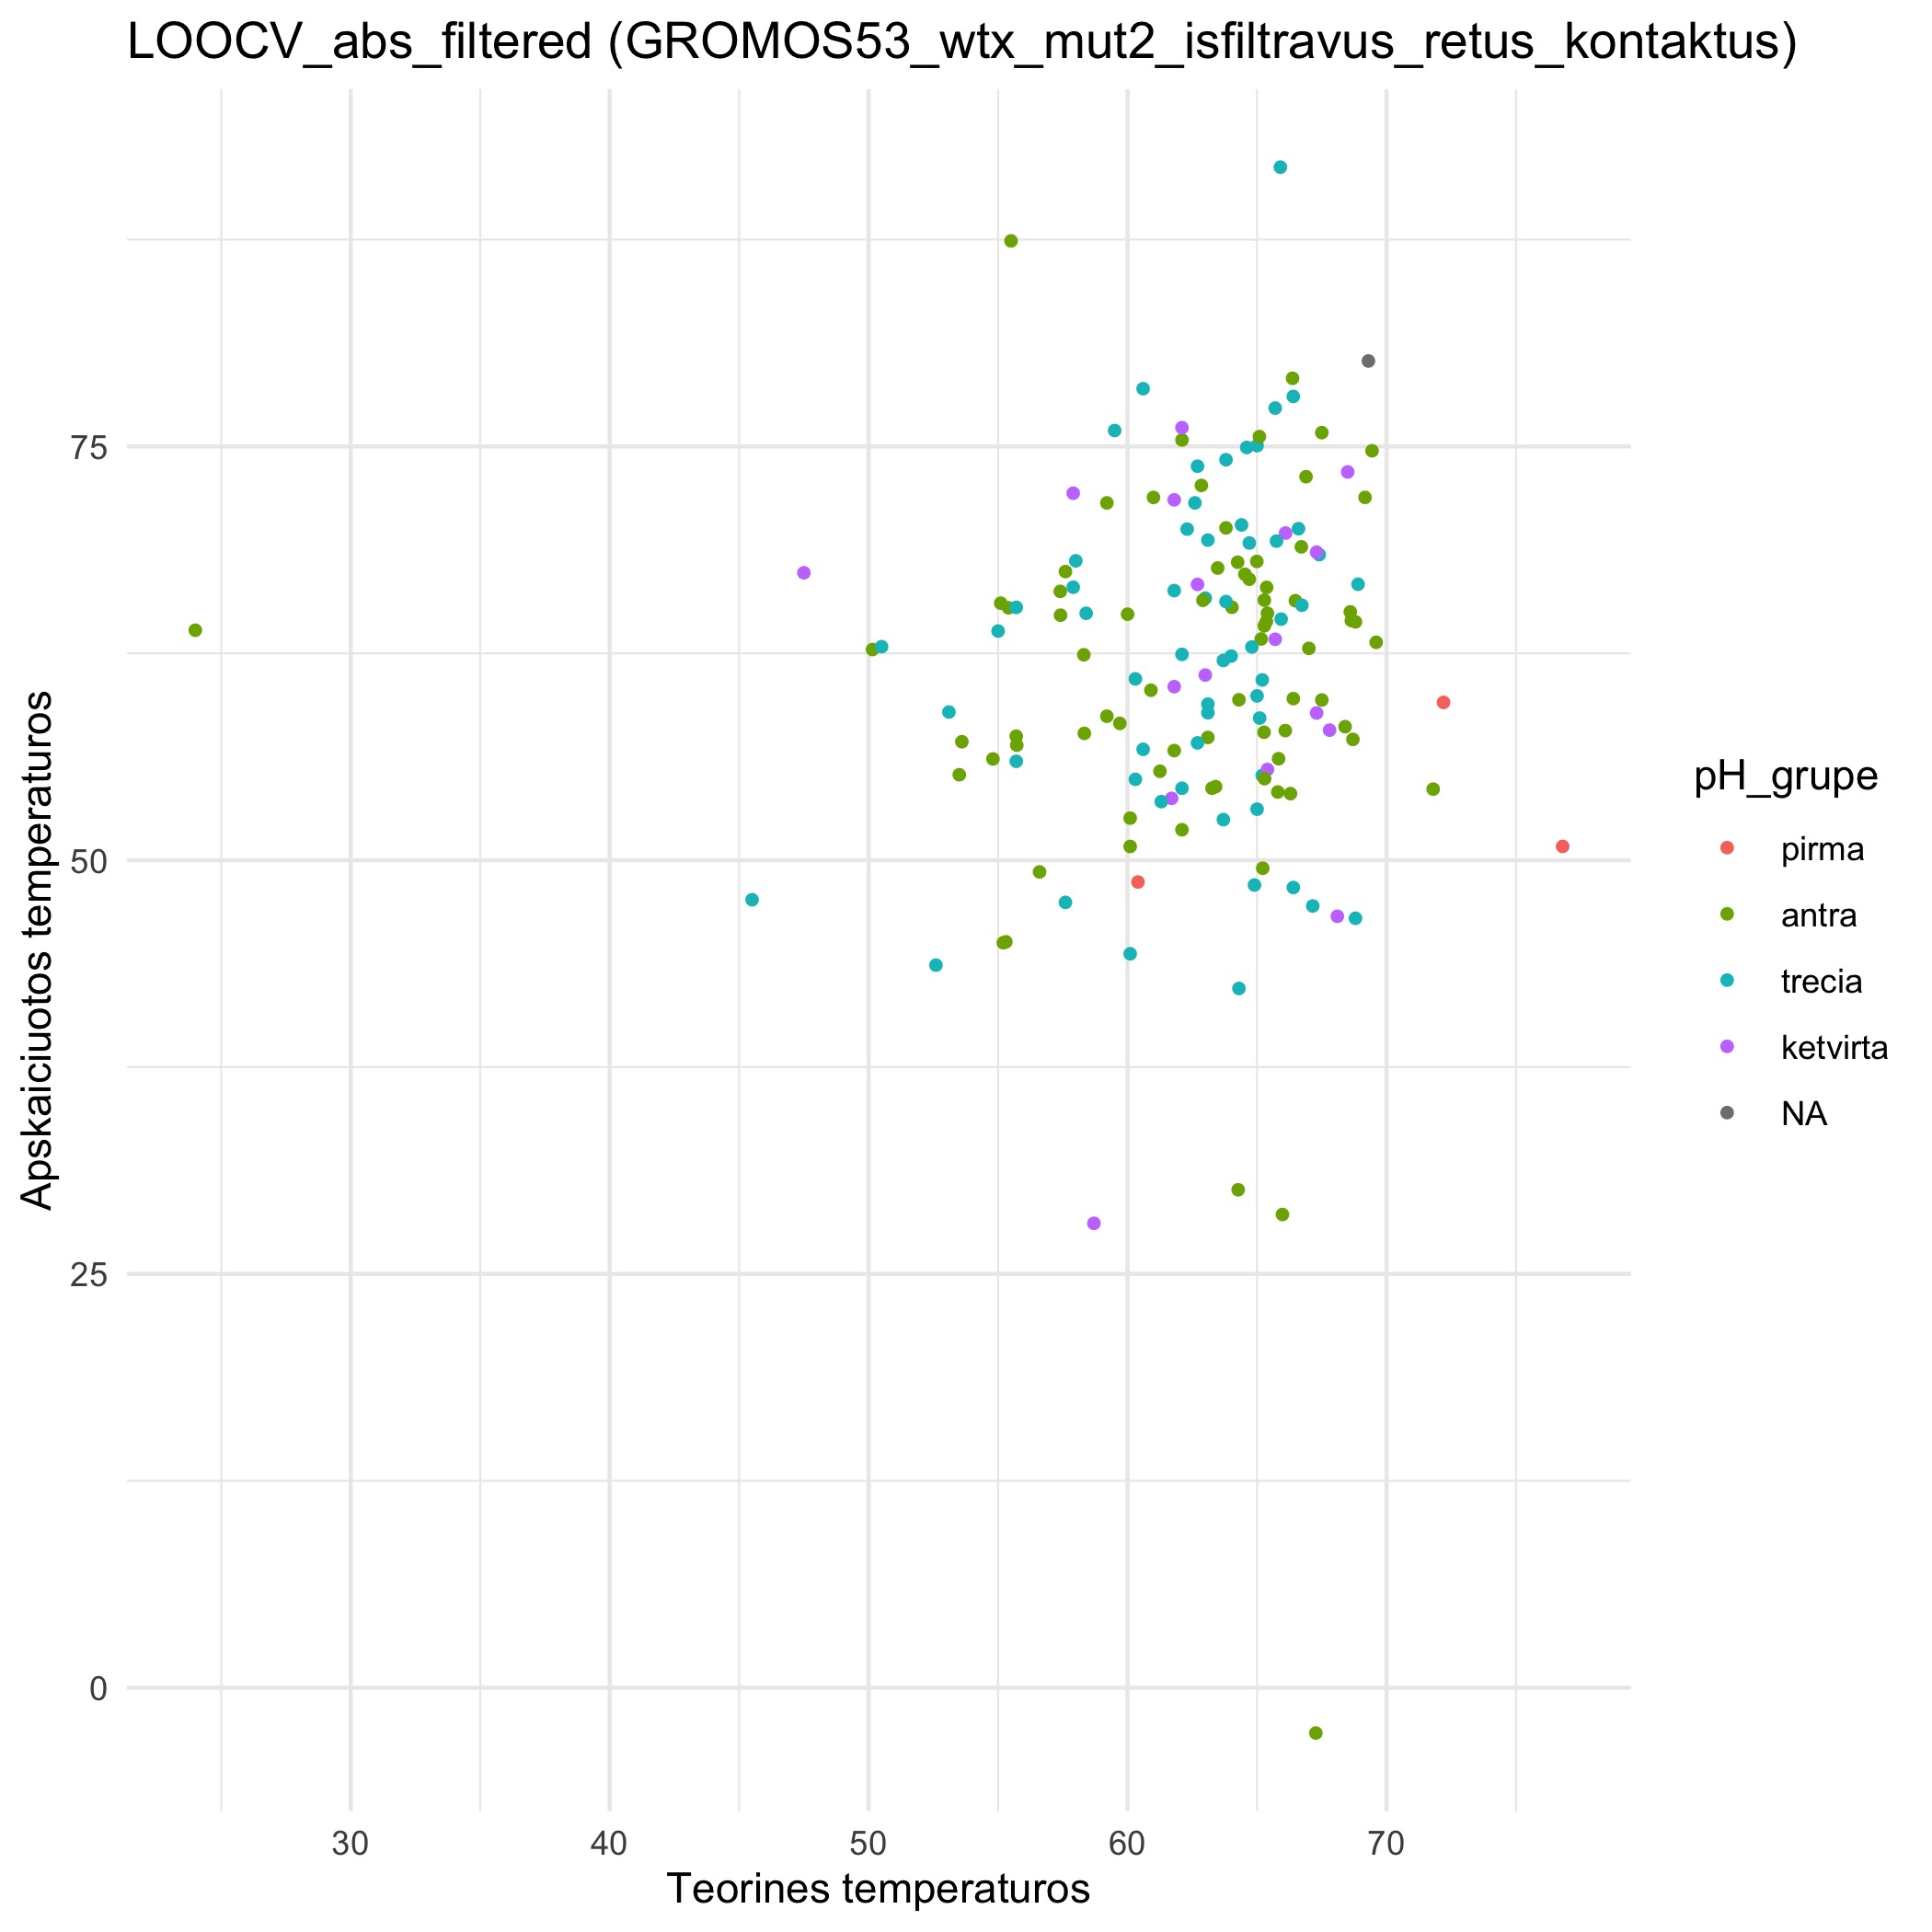 LOOCV_abs_filtered (GROMOS53_wtx_mut2_isfiltravus_retus_kontaktus)
Apskaiciuotos temperaturos
75
50
25
0
30 40 50 60 70
Teorines temperaturos
pH_grupe
pirma
antra
trecia
ketvirta
NA